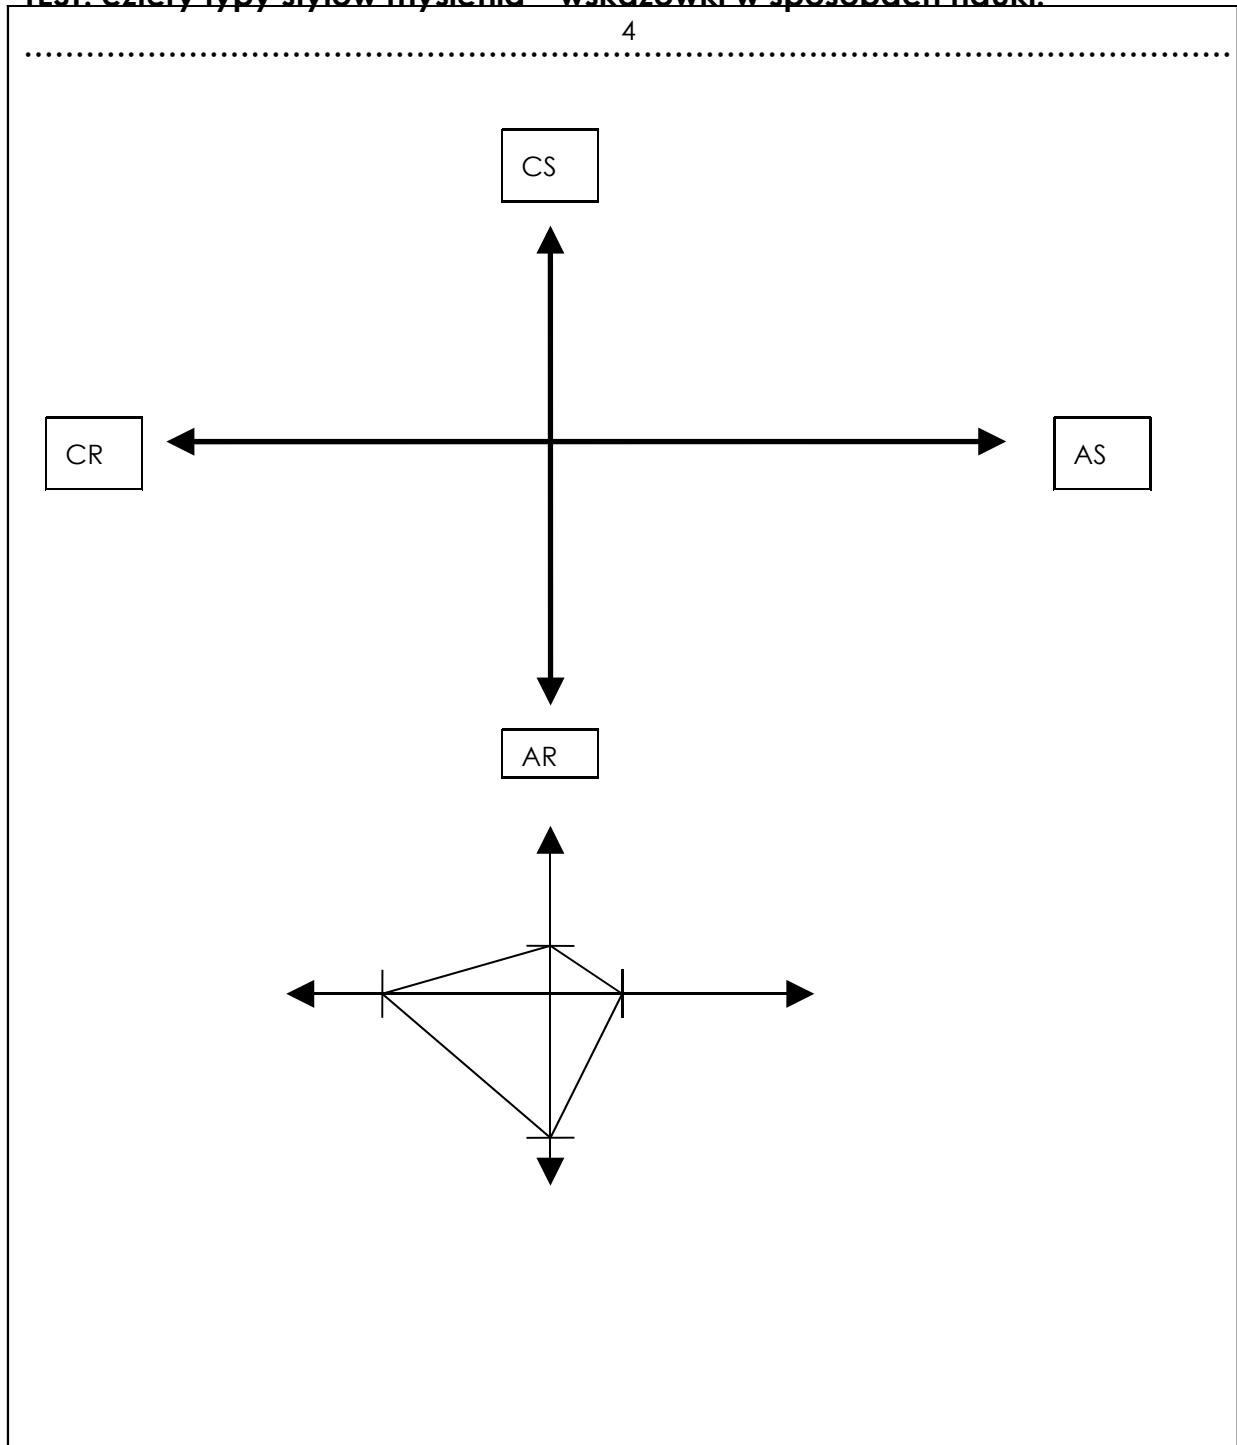 TEST: cztery typy stylów myślenia – wskazówki w sposobach nauki.
4
CS
CR
AS
AR